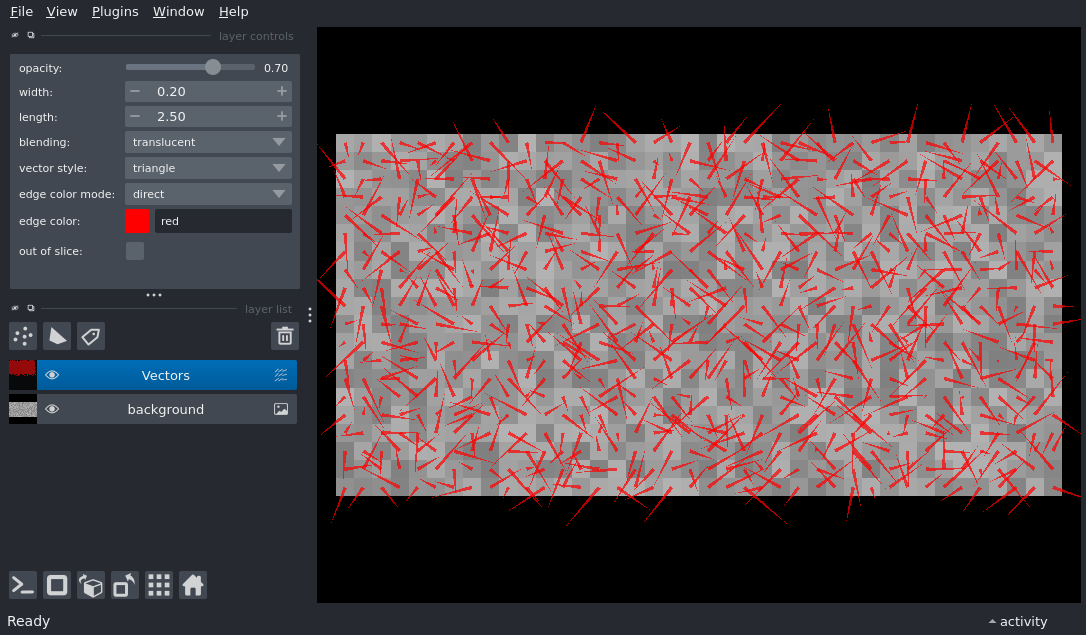 File View Plugins Window Help
layer controls
opacity: 0.70
width: 0.20
length: 2.50
blending: translucent
vector style: triangle
edge color mode: direct
edge color: red
out of slice:
layer list
Vectors
background
Ready
activity